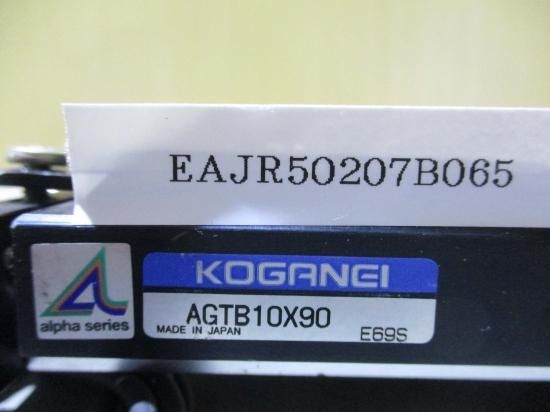 EAJR50207B065
KOGANEI
alpha series
AGTB10X90
MADE IN JAPAN
E69S